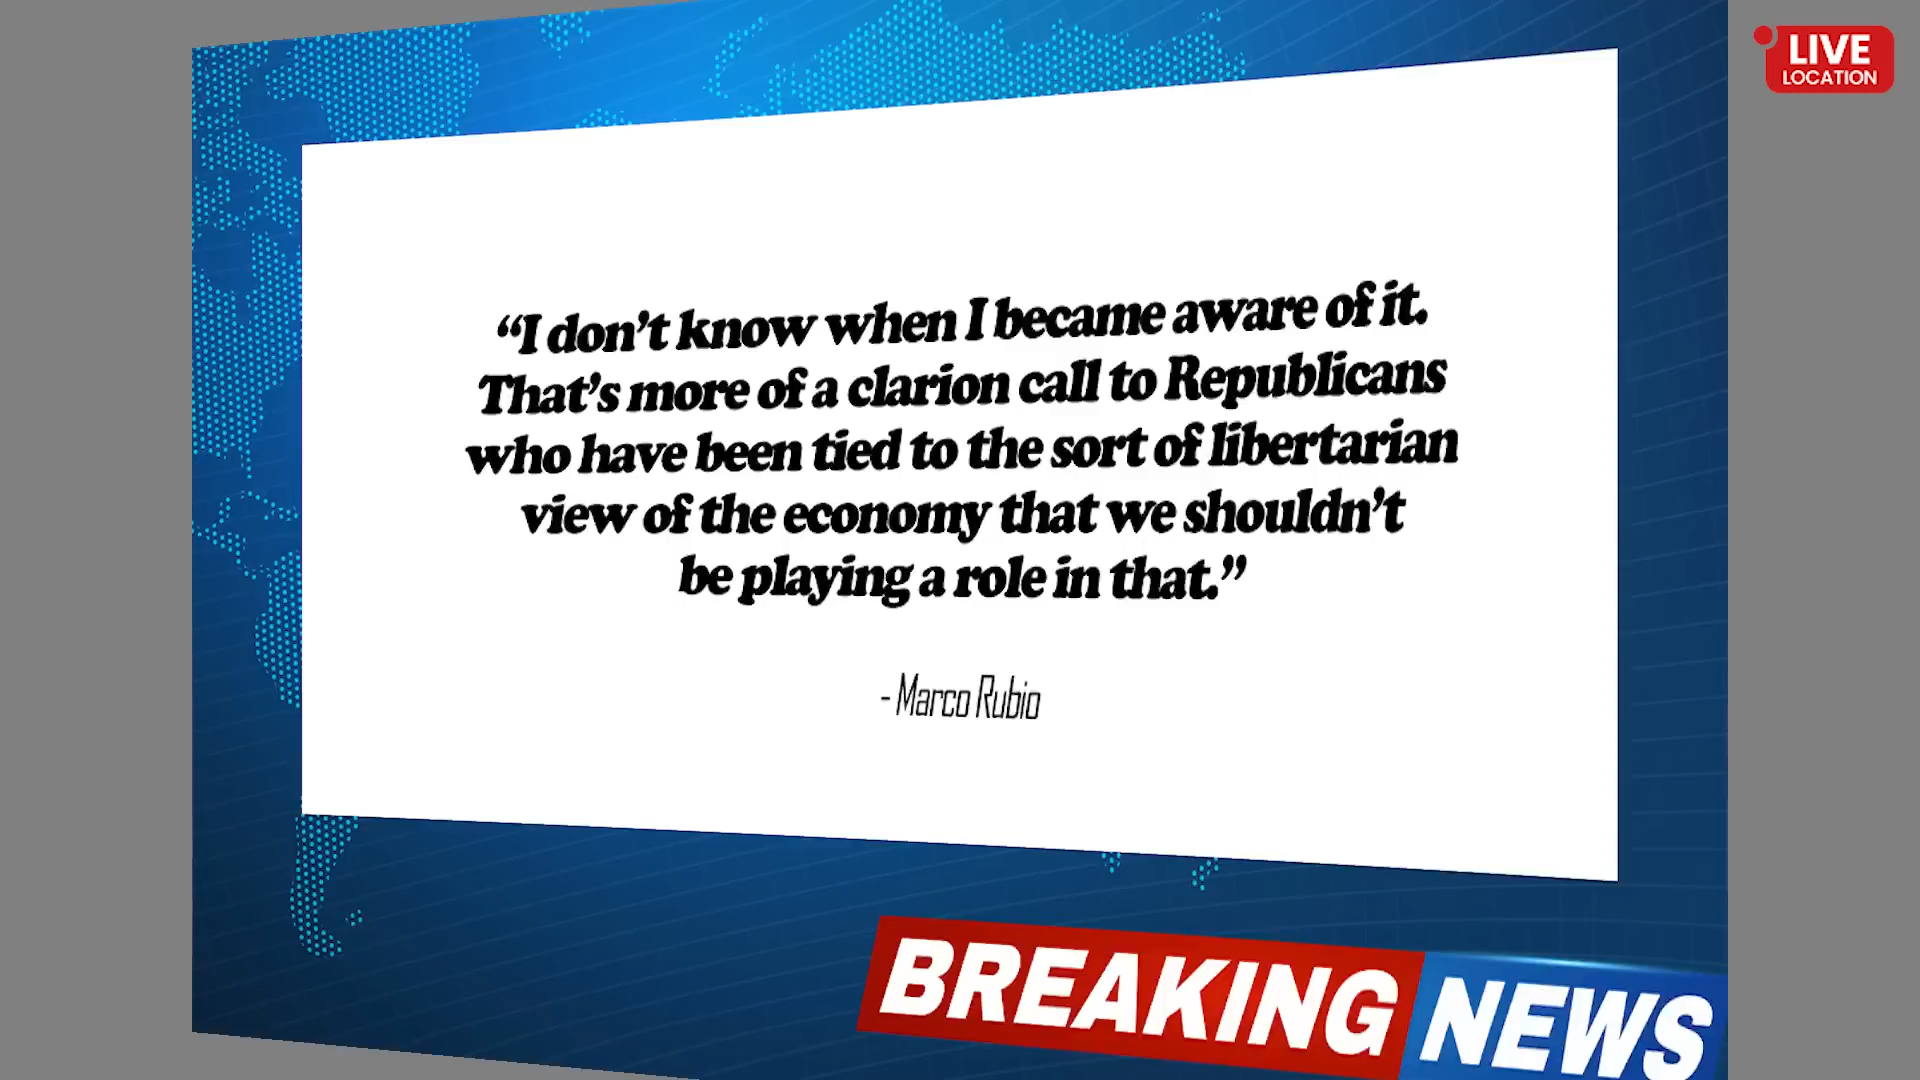 LIVE
LOCATION
“I don’t know when I became aware of it.
That’s more of a clarion call to Republicans
who have been tied to the sort of libertarian
view of the economy that we shouldn’t
be playing a role in that.”
- Marco Rubio
BREAKING NEWS